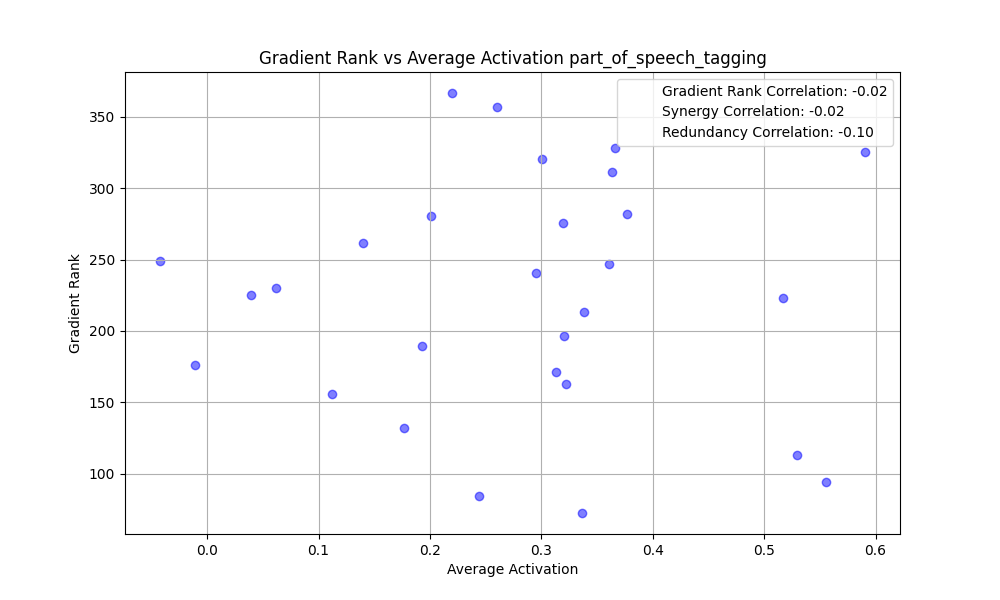 Gradient Rank vs Average Activation part_of_speech_tagging
Gradient Rank Correlation: -0.02
Synergy Correlation: -0.02
Redundancy Correlation: -0.10
Gradient Rank
350
300
250
200
150
100
0.0 0.1 0.2 0.3 0.4 0.5 0.6
Average Activation